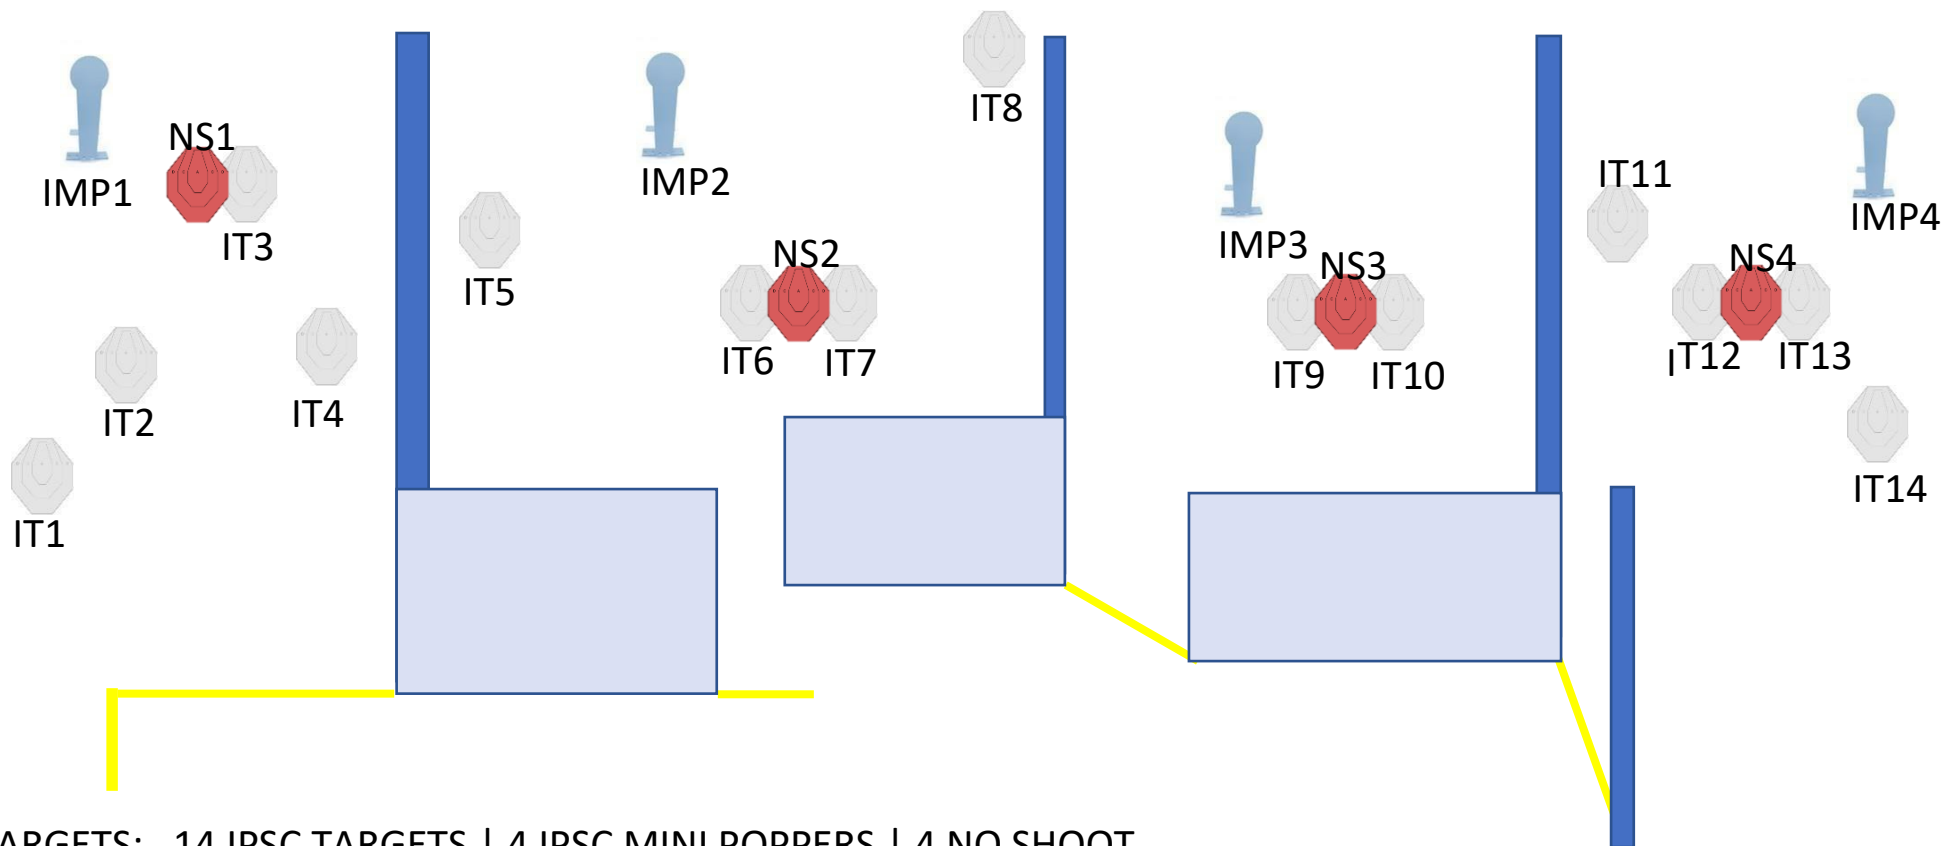 IT8
NS1
IT11
IMP1
IMP2
IMP4
IT3
NS2
IMP3
NS3
NS4
IT5
IT6
IT7
IT9
IT10
IT12
IT13
IT2
IT4
IT14
IT1
ARGETS: 14 IPSC TARGETS | 4 IPSC MINI POPPERS | 4 NO SHOOT